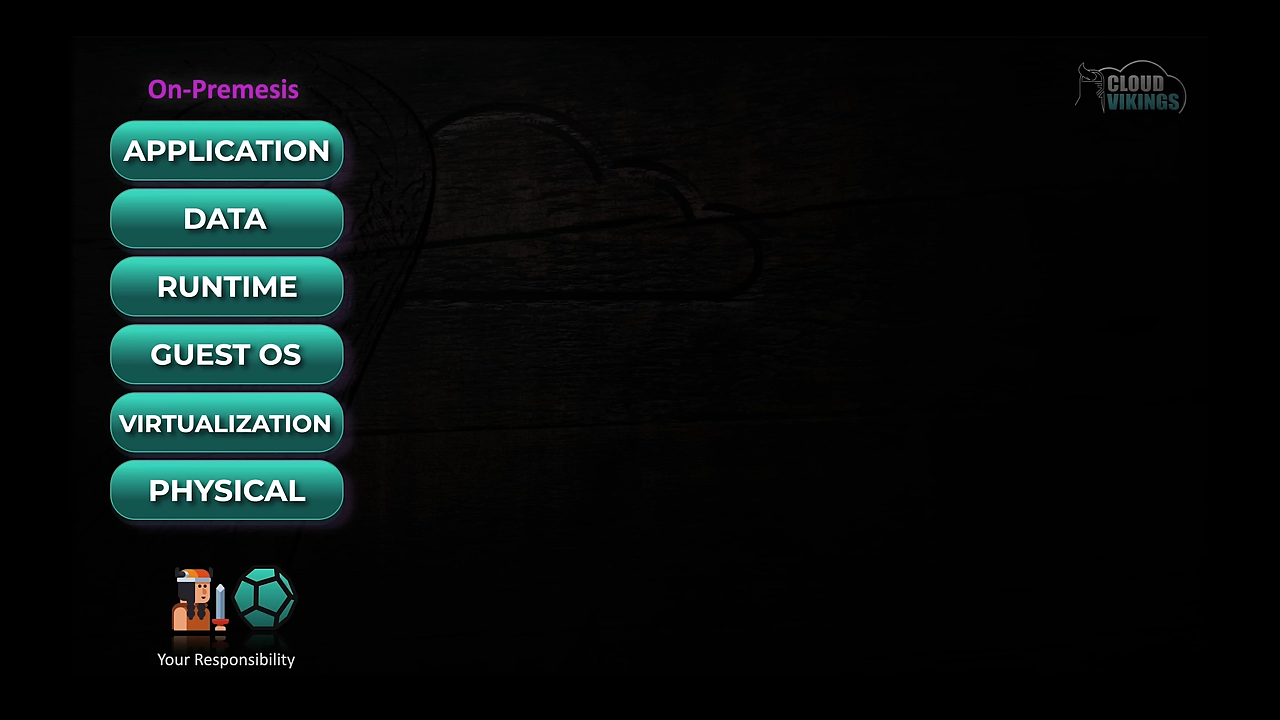 On-Premesis
CLOUD
VIKINGS
APPLICATION
DATA
RUNTIME
GUEST OS
VIRTUALIZATION
PHYSICAL
Your Responsibility